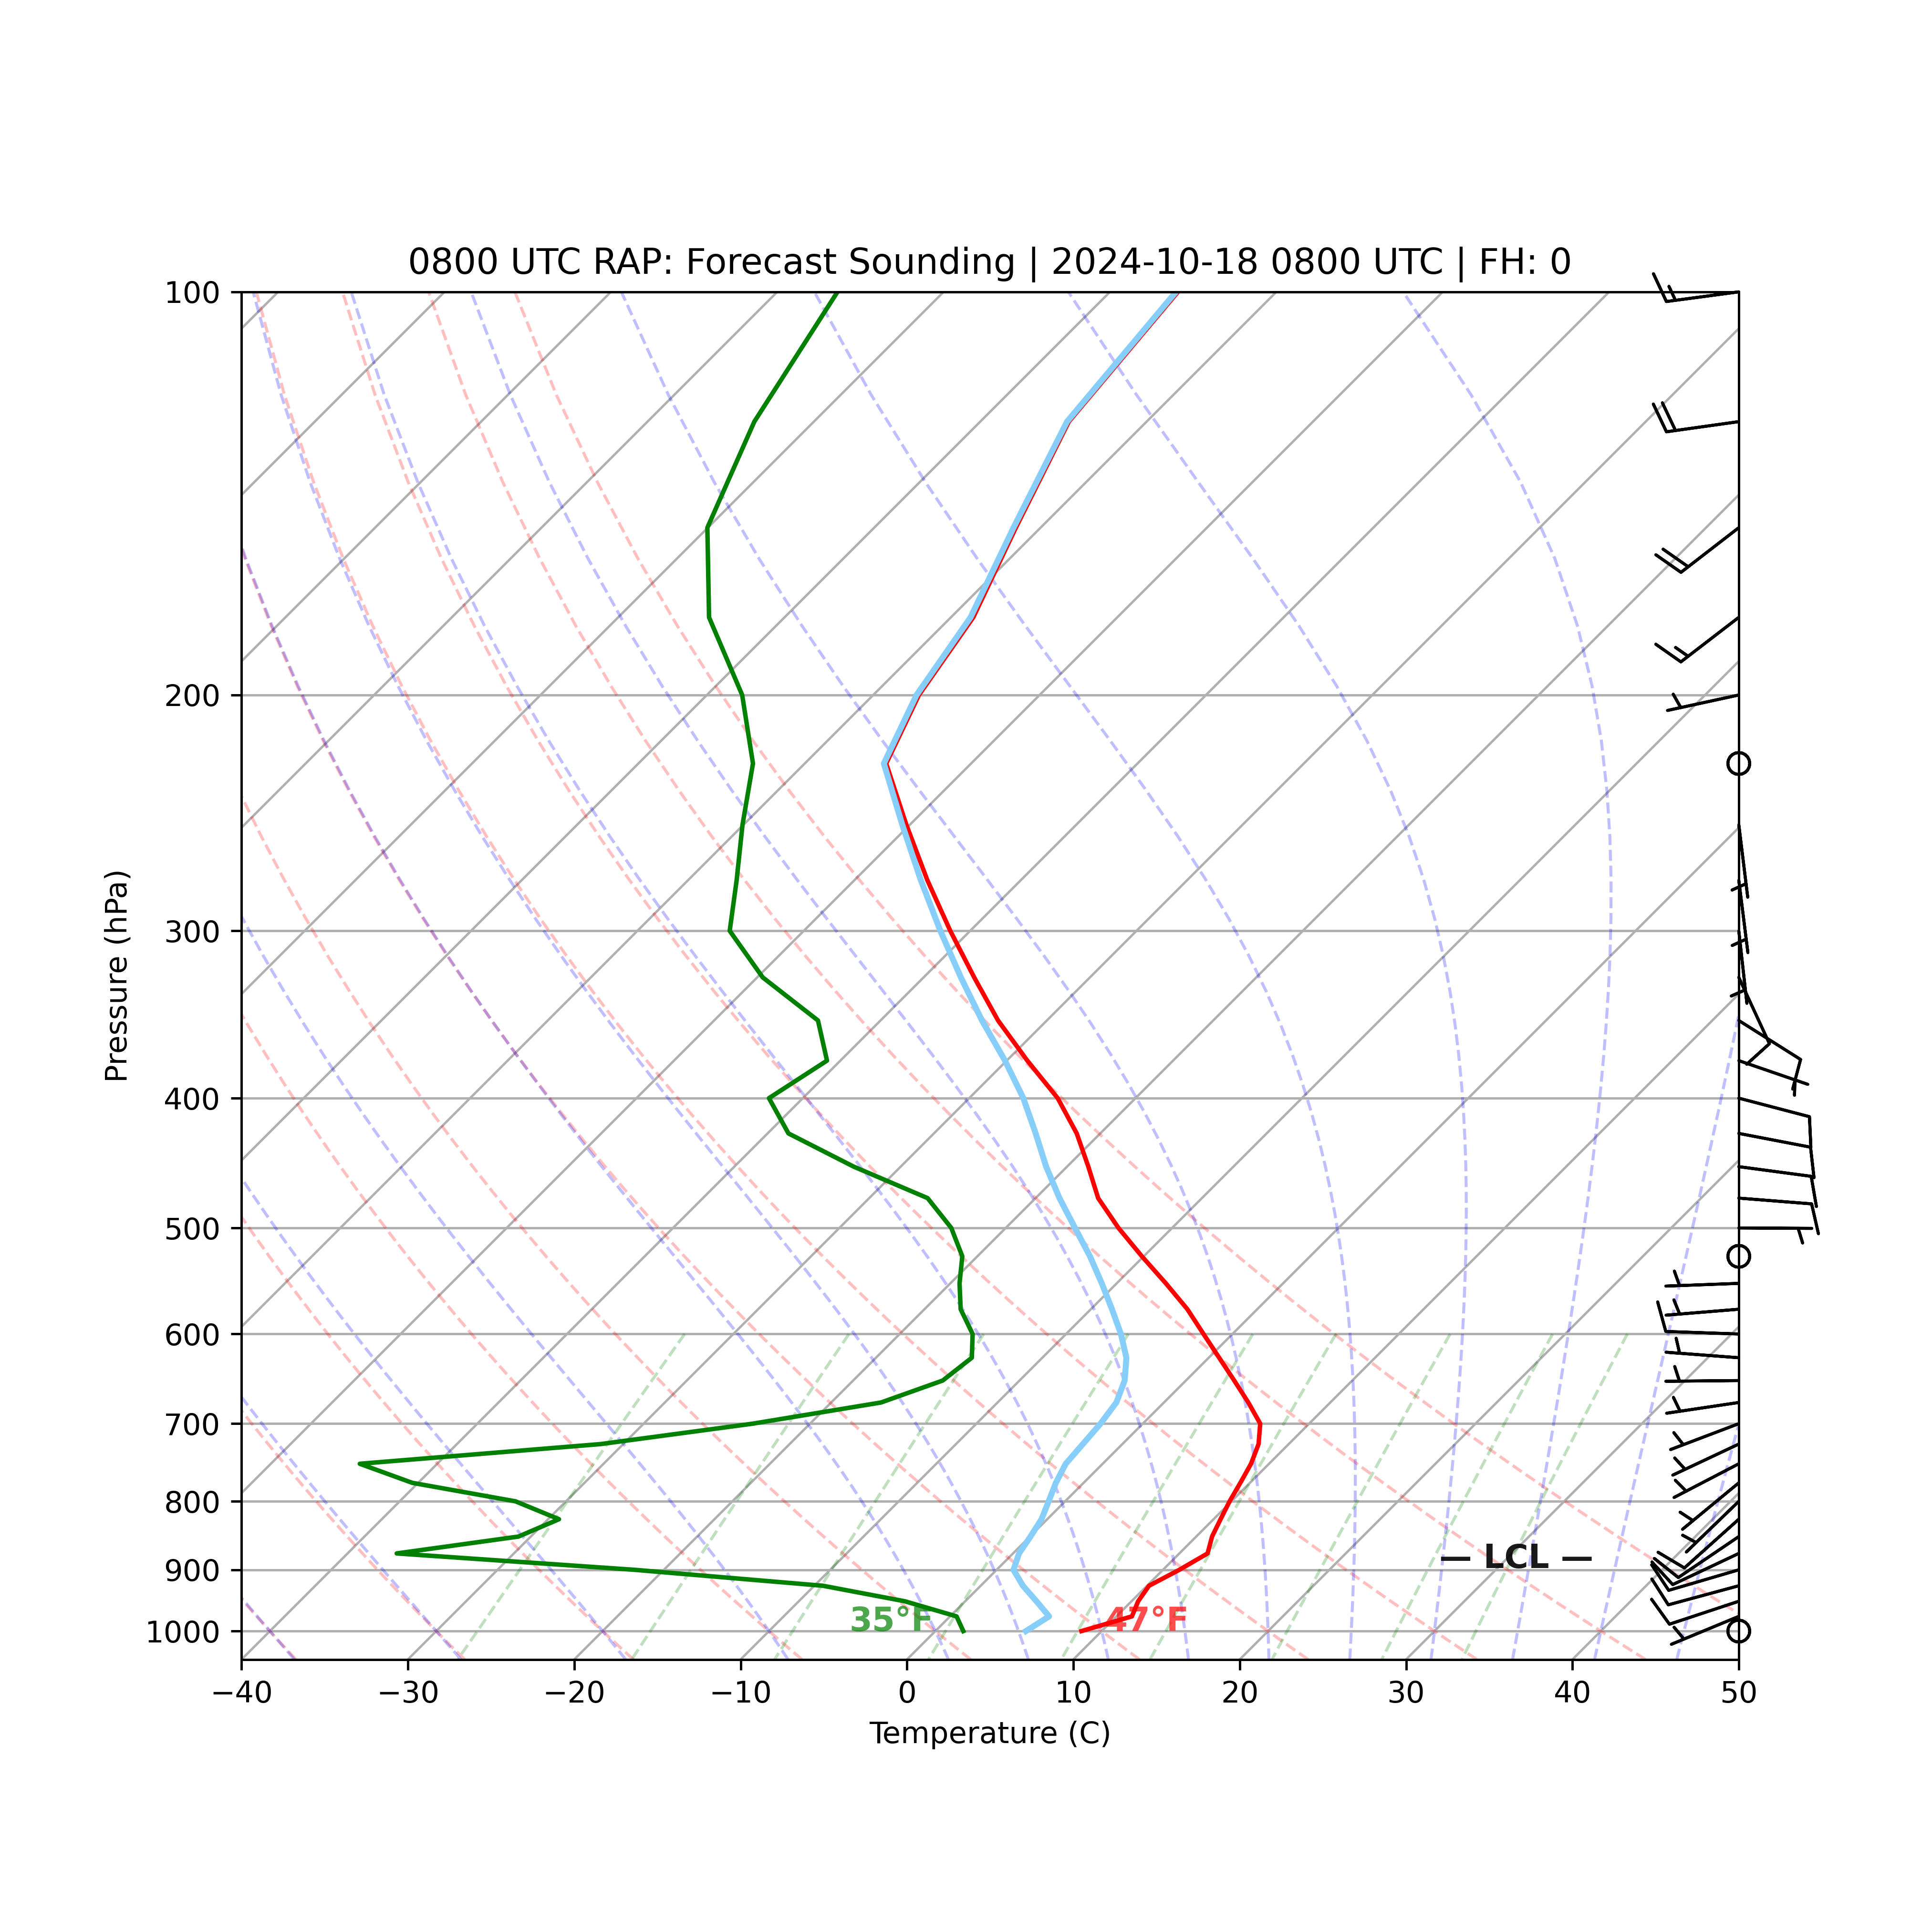 0800 UTC RAP: Forecast Sounding | 2024-10-18 0800 UTC | FH: 0
100
200
300
400
500
600
700
800
900
1000
Pressure (hPa)
— LCL —
35°F
47°F
−40 −30 −20 −10 0 10 20 30 40 50
Temperature (C)